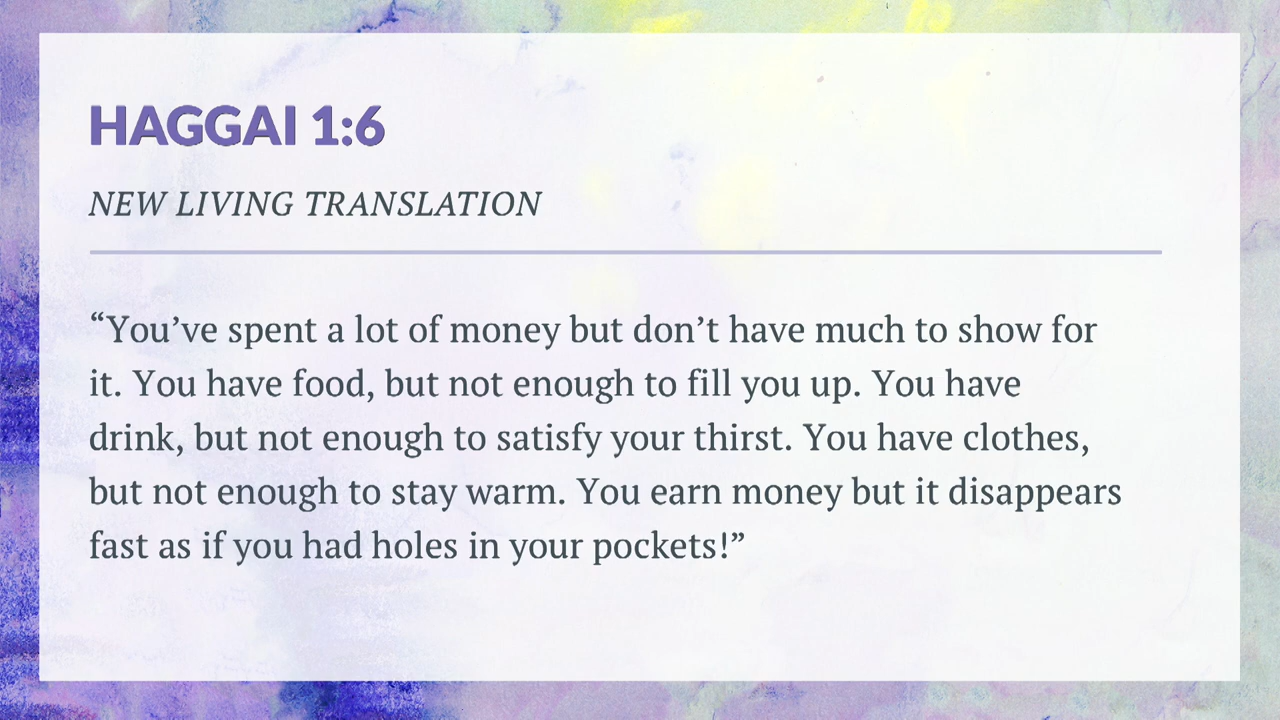 HAGGAI 1:6
NEW LIVING TRANSLATION
“You’ve spent a lot of money but don’t have much to show for
it. You have food, but not enough to fill you up. You have
drink, but not enough to satisfy your thirst. You have clothes,
but not enough to stay warm. You earn money but it disappears
fast as if you had holes in your pockets!”